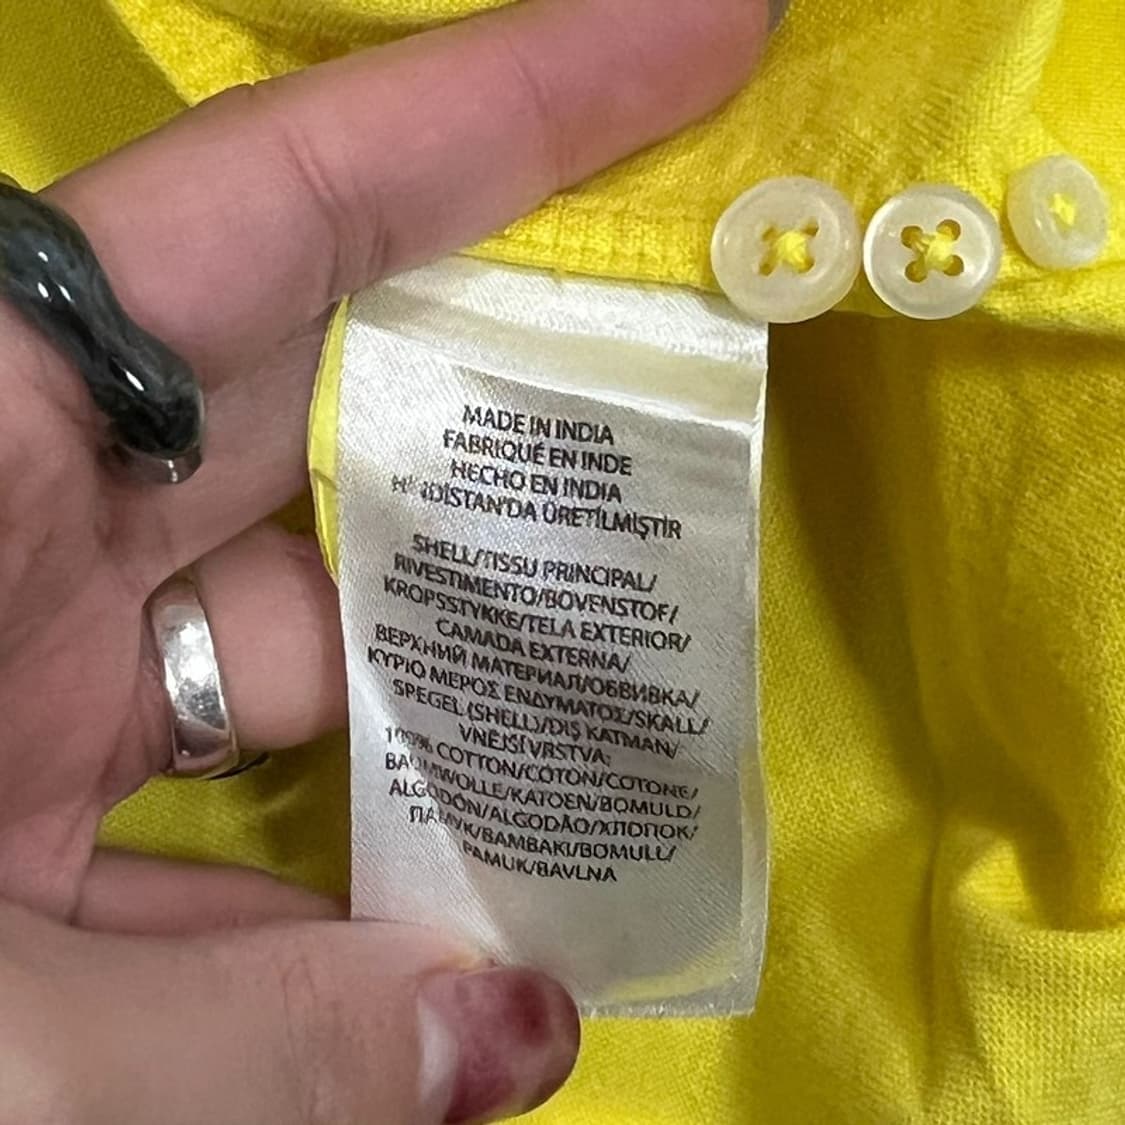 MADE IN INDIA
FABRIQUÉ EN INDE
HECHO EN INDIA
HİNDİSTAN'DA ÜRETİLMİŞTİR
SHELL/TISSU PRINCIPAL/
RIVESTIMENTO/BOVENSTOF/
KROPSSTYKKE/TELA EXTERIOR/
CAMADA EXTERNA/
ВЕРХНИЙ МАТЕРИАЛ/ОБВИВКА/
ΚΥΡΙΟ ΜΕΡΟΣ ΕΝΔΥΜΑΤΟΣ/SKALL/
SPEGEL (SHELL)/DIŞ KATMAN/
VNĚJŠÍ VRSTVA:
100% COTTON/COTON/COTONE/
BAUMWOLLE/KATOEN/BOMULD/
ALGODÓN/ALGODÃO/ХЛОПОК/
ПАМУК/BAMBAKI/BOMULL/
PAMUK/BAVLNA